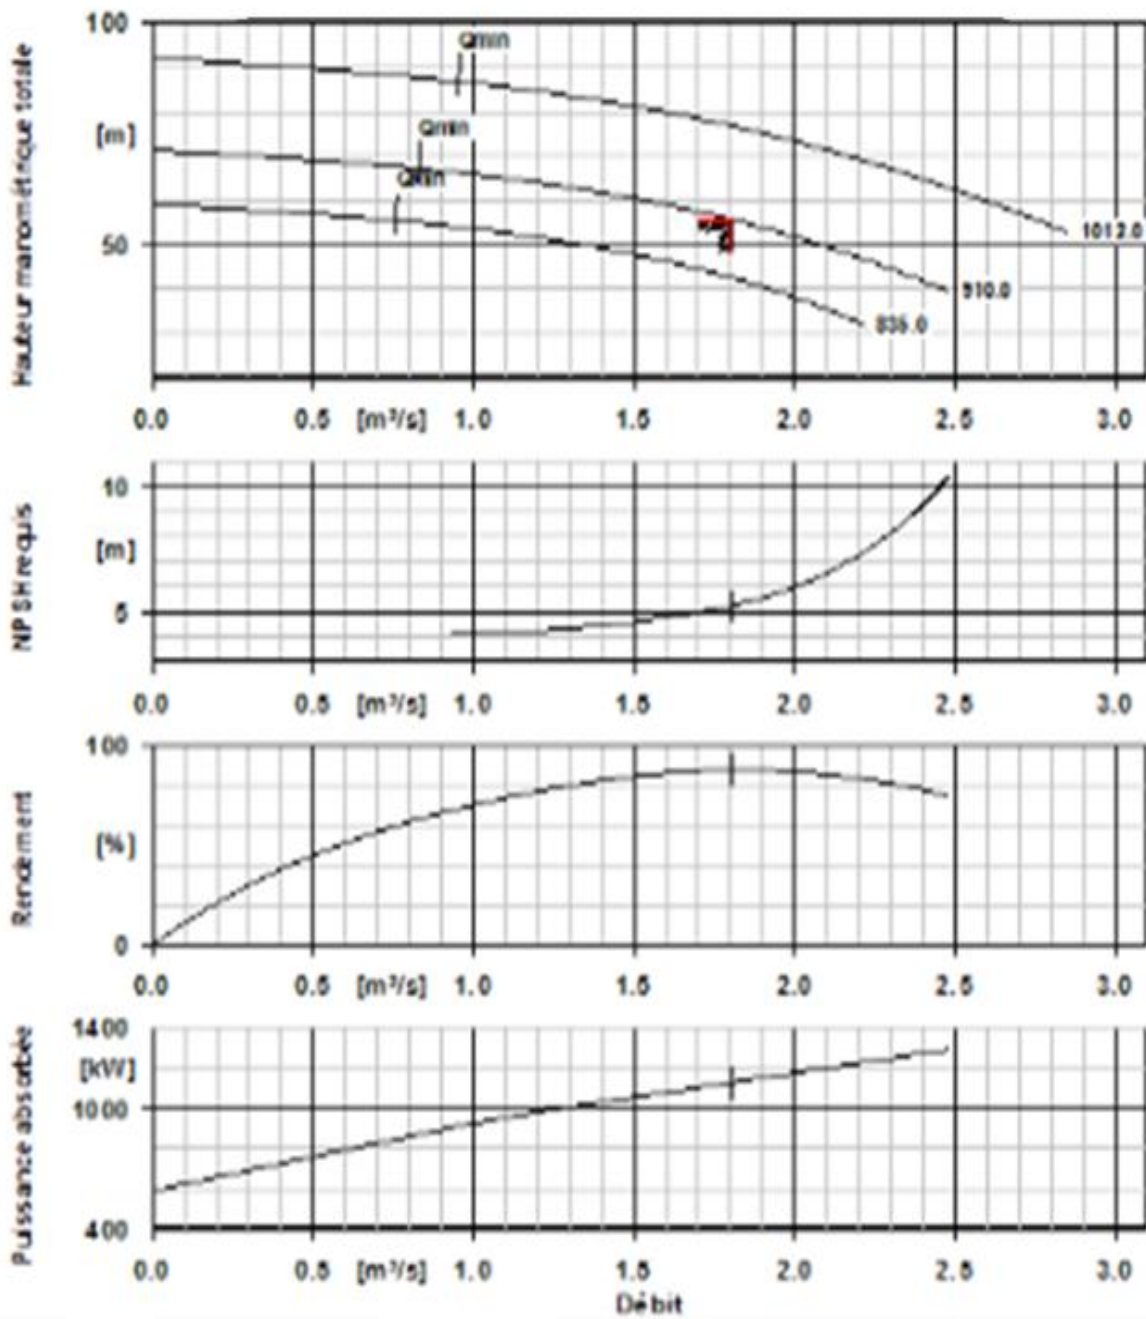 Hauteur manométrique totale
100
[m]
50
Qmin
Qmin
Qmin
1012.0
910.0
835.0
0.0 0.5 [m³/s] 1.0 1.5 2.0 2.5 3.0
NPSH requis
10
[m]
5
0.0 0.5 [m³/s] 1.0 1.5 2.0 2.5 3.0
Rendement
100
[%]
0
0.0 0.5 [m³/s] 1.0 1.5 2.0 2.5 3.0
Puissance absorbée
1400
[kW]
1000
400
0.0 0.5 [m³/s] 1.0 1.5 2.0 2.5 3.0
Débit